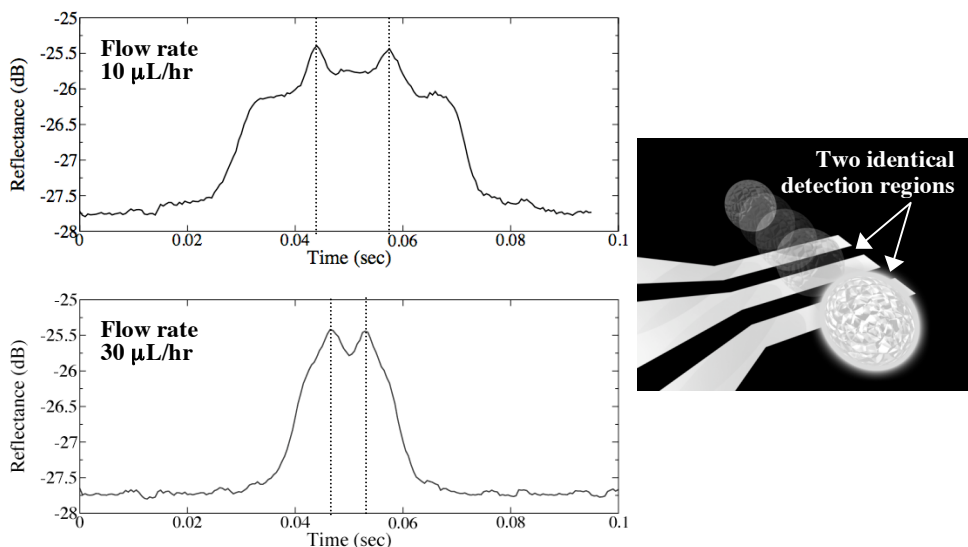 Flow rate
10 μL/hr
Reflectance (dB)
-25
-25.5
-26
-26.5
-27
-27.5
-28
0
0.02
0.04
0.06
0.08
0.1
Time (sec)
Two identical
detection regions
Flow rate
30 μL/hr
Reflectance (dB)
-25
-25.5
-26
-26.5
-27
-27.5
-28
0
0.02
0.04
0.06
0.08
0.1
Time (sec)